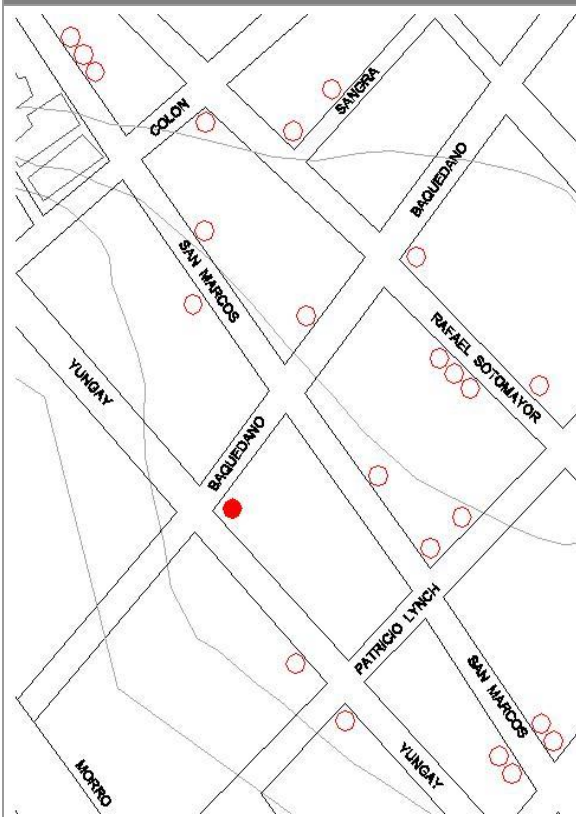 SANGRA
COLON
BAQUEDANO
SAN MARCOS
RAFAEL SOTOMAYOR
YUNGAY
BAQUEDANO
PATRICIO LYNCH
SAN MARCOS
YUNGAY
MORRO